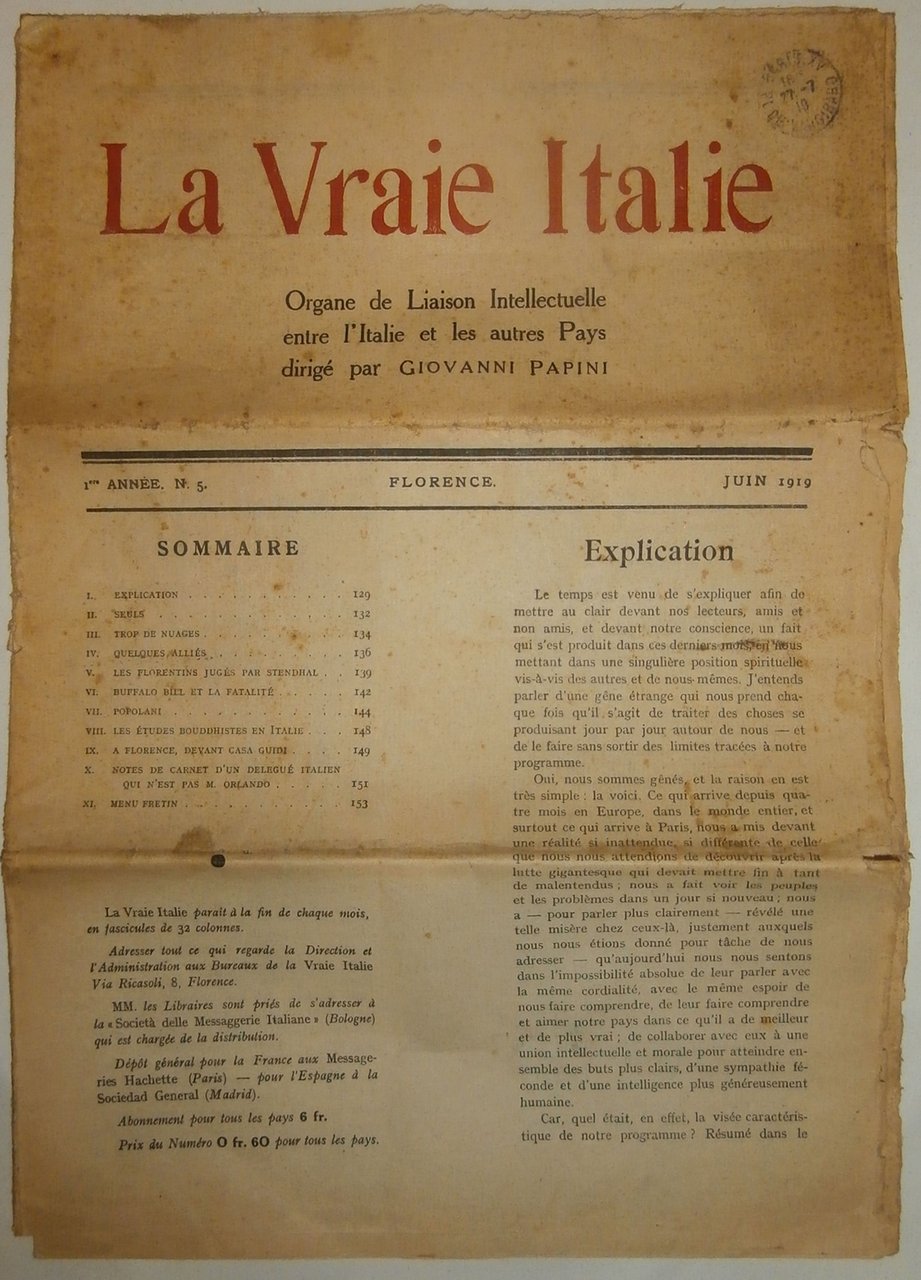 La Vraie Italie
Organe de Liaison Intellectuelle
entre l'Italie et les autres Pays
dirigé par GIOVANNI PAPINI
1re ANNÉE. N. 5.
FLORENCE.
JUIN 1919
SOMMAIRE
I. EXPLICATION . . . . . . . . . . . 129
II. SEULS . . . . . . . . . . . . . 132
III. TROP DE NUAGES . . . . . . . . . . 134
IV. QUELQUES ALLIÉS . . . . . . . . . . 136
V. LES FLORENTINS JUGÉS PAR STENDHAL . . 139
VI. BUFFALO BILL ET LA FATALITÉ . . . . . 142
VII. POPOLANI . . . . . . . . . . . . 144
VIII. LES ÉTUDES BOUDDHISTES EN ITALIE . . . 148
IX. A FLORENCE, DEVANT CASA GUIDI . . . . 149
X. NOTES DE CARNET D'UN DELEGUÉ ITALIEN
QUI N'EST PAS M. ORLANDO . . . . . 151
XI. MENU FRETIN . . . . . . . . . . . 153
La Vraie Italie paraît à la fin de chaque mois,
en fascicules de 32 colonnes.
Adresser tout ce qui regarde la Direction et
l'Administration aux Bureaux de la Vraie Italie
Via Ricasoli, 8, Florence.
MM. les Libraires sont priés de s'adresser à
la « Società delle Messaggerie Italiane » (Bologne)
qui est chargée de la distribution.
Dépôt général pour la France aux Message-
ries Hachette (Paris) — pour l'Espagne à la
Sociedad General (Madrid).
Abonnement pour tous les pays 6 fr.
Prix du Numéro 0 fr. 60 pour tous les pays.
Explication
Le temps est venu de s'expliquer afin de
mettre au clair devant nos lecteurs, amis et
non amis, et devant notre conscience, un fait
qui s'est produit dans ces derniers mois, en nous
mettant dans une singulière position spirituelle
vis-à-vis des autres et de nous-mêmes. J'entends
parler d'une gêne étrange qui nous prend cha-
que fois qu'il s'agit de traiter des choses se
produisant jour par jour autour de nous — et
de le faire sans sortir des limites tracées à notre
programme.
Oui, nous sommes gênés, et la raison en est
très simple : la voici. Ce qui arrive depuis qua-
tre mois en Europe, dans le monde entier, et
surtout ce qui arrive à Paris, nous a mis devant
une réalité si inattendue, si différente de celle
que nous nous attendions de découvrir après la
lutte gigantesque qui devait mettre fin à tant
de malentendus ; nous a fait voir les peuples
et les problèmes dans un jour si nouveau ; nous
a — pour parler plus clairement — révélé une
telle misère chez ceux-là, justement auxquels
nous nous étions donné pour tâche de nous
adresser — qu'aujourd'hui nous nous sentons
dans l'impossibilité absolue de leur parler avec
la même cordialité, avec le même espoir de
nous faire comprendre, de leur faire comprendre
et aimer notre pays dans ce qu'il a de meilleur
et de plus vrai ; de collaborer avec eux à une
union intellectuelle et morale pour atteindre en-
semble des buts plus clairs, d'une sympathie fé-
conde et d'une intelligence plus généreusement
humaine.
Car, quel était, en effet, la visée caractéris-
tique de notre programme ? Résumé dans le